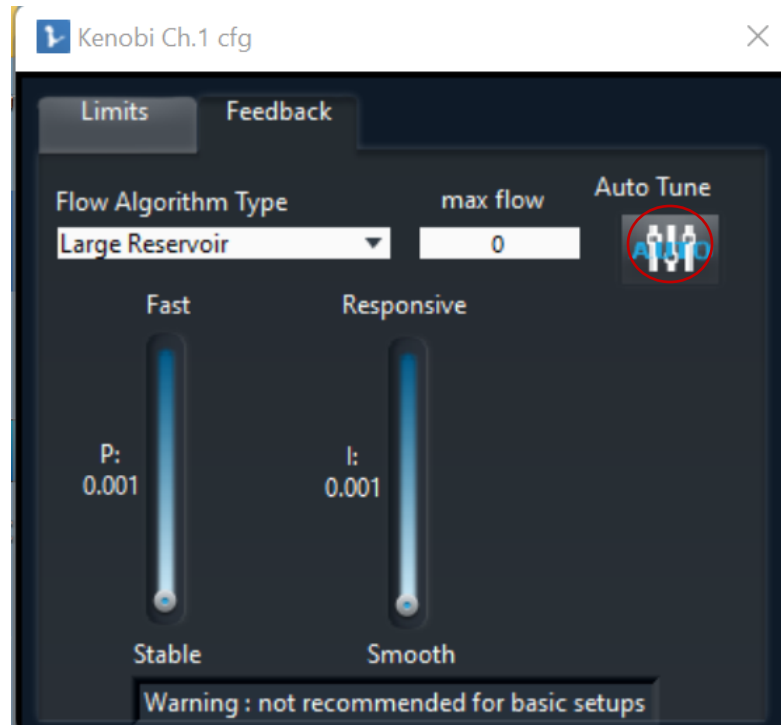 Kenobi Ch.1 cfg
Limits
Feedback
Flow Algorithm Type
max flow
Auto Tune
Large Reservoir
0
AUTO
Fast
Responsive
P:
0.001
I:
0.001
Stable
Smooth
Warning : not recommended for basic setups